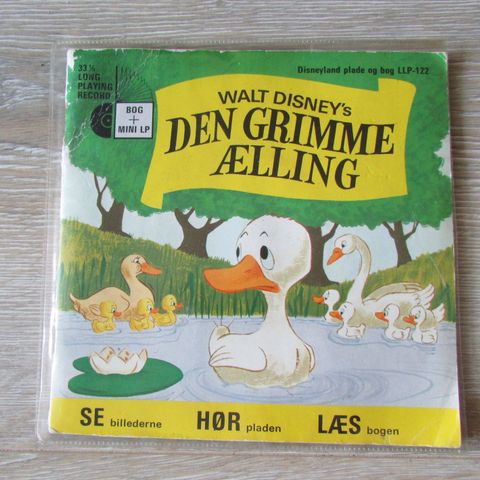 33⅓
LONG
PLAYING
RECORD
BOG
+
MINI LP
Disneyland plade og bog LLP-122
WALT DISNEY's
DEN GRIMME
ÆLLING
SE billederne HØR pladen LÆS bogen